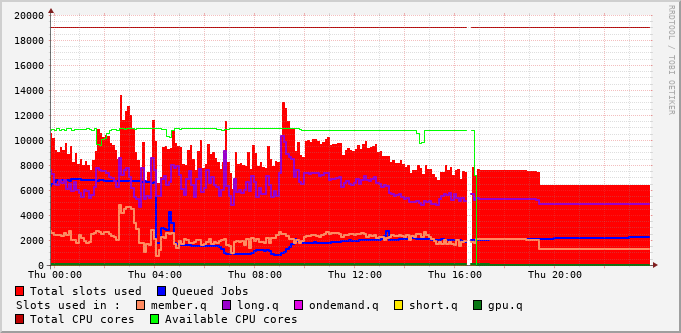 20000
18000
16000
14000
12000
10000
8000
6000
4000
2000
0
Thu 00:00 Thu 04:00 Thu 08:00 Thu 12:00 Thu 16:00 Thu 20:00
RRDTOOL / TOBI OETIKER
Total slots used Queued Jobs
Slots used in : member.q long.q ondemand.q short.q gpu.q
Total CPU cores Available CPU cores